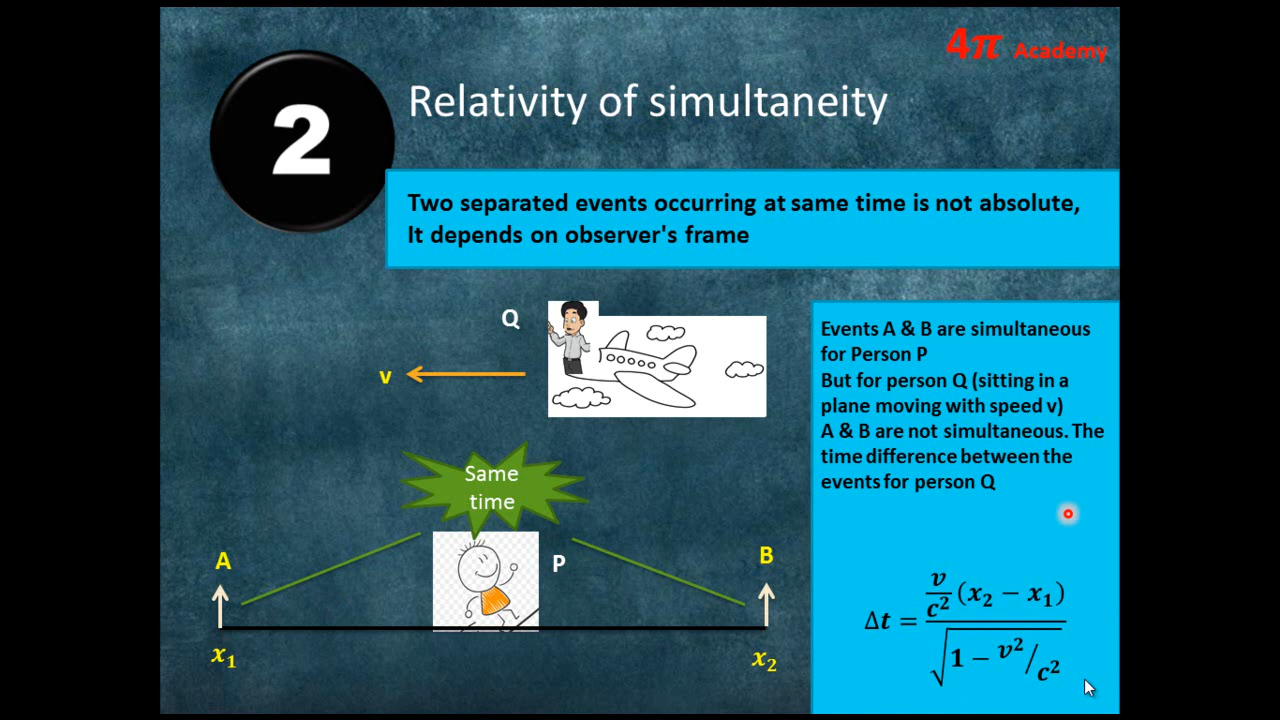 4π Academy
2
Relativity of simultaneity
Two separated events occurring at same time is not absolute,
It depends on observer's frame
Q
v
Same
time
A
P
B
x₁
x₂
Events A & B are simultaneous
for Person P
But for person Q (sitting in a
plane moving with speed v)
A & B are not simultaneous. The
time difference between the
events for person Q
Δt = (v/c² (x₂ − x₁)) / √(1 − v²/c²)